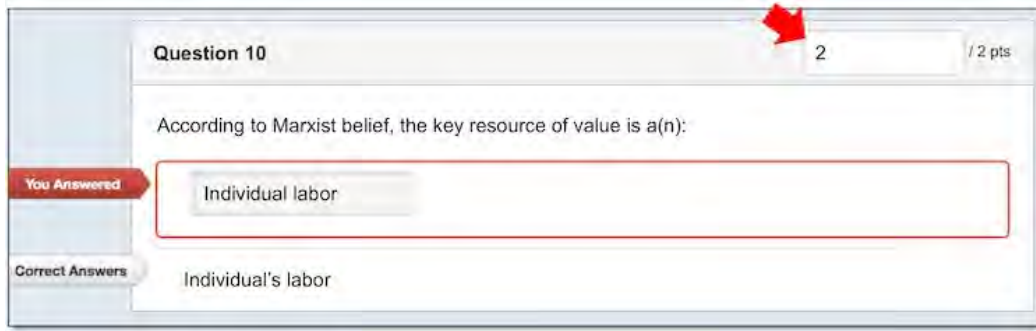 Question 10
2
/ 2 pts
According to Marxist belief, the key resource of value is a(n):
You Answered
Individual labor
Correct Answers
Individual’s labor